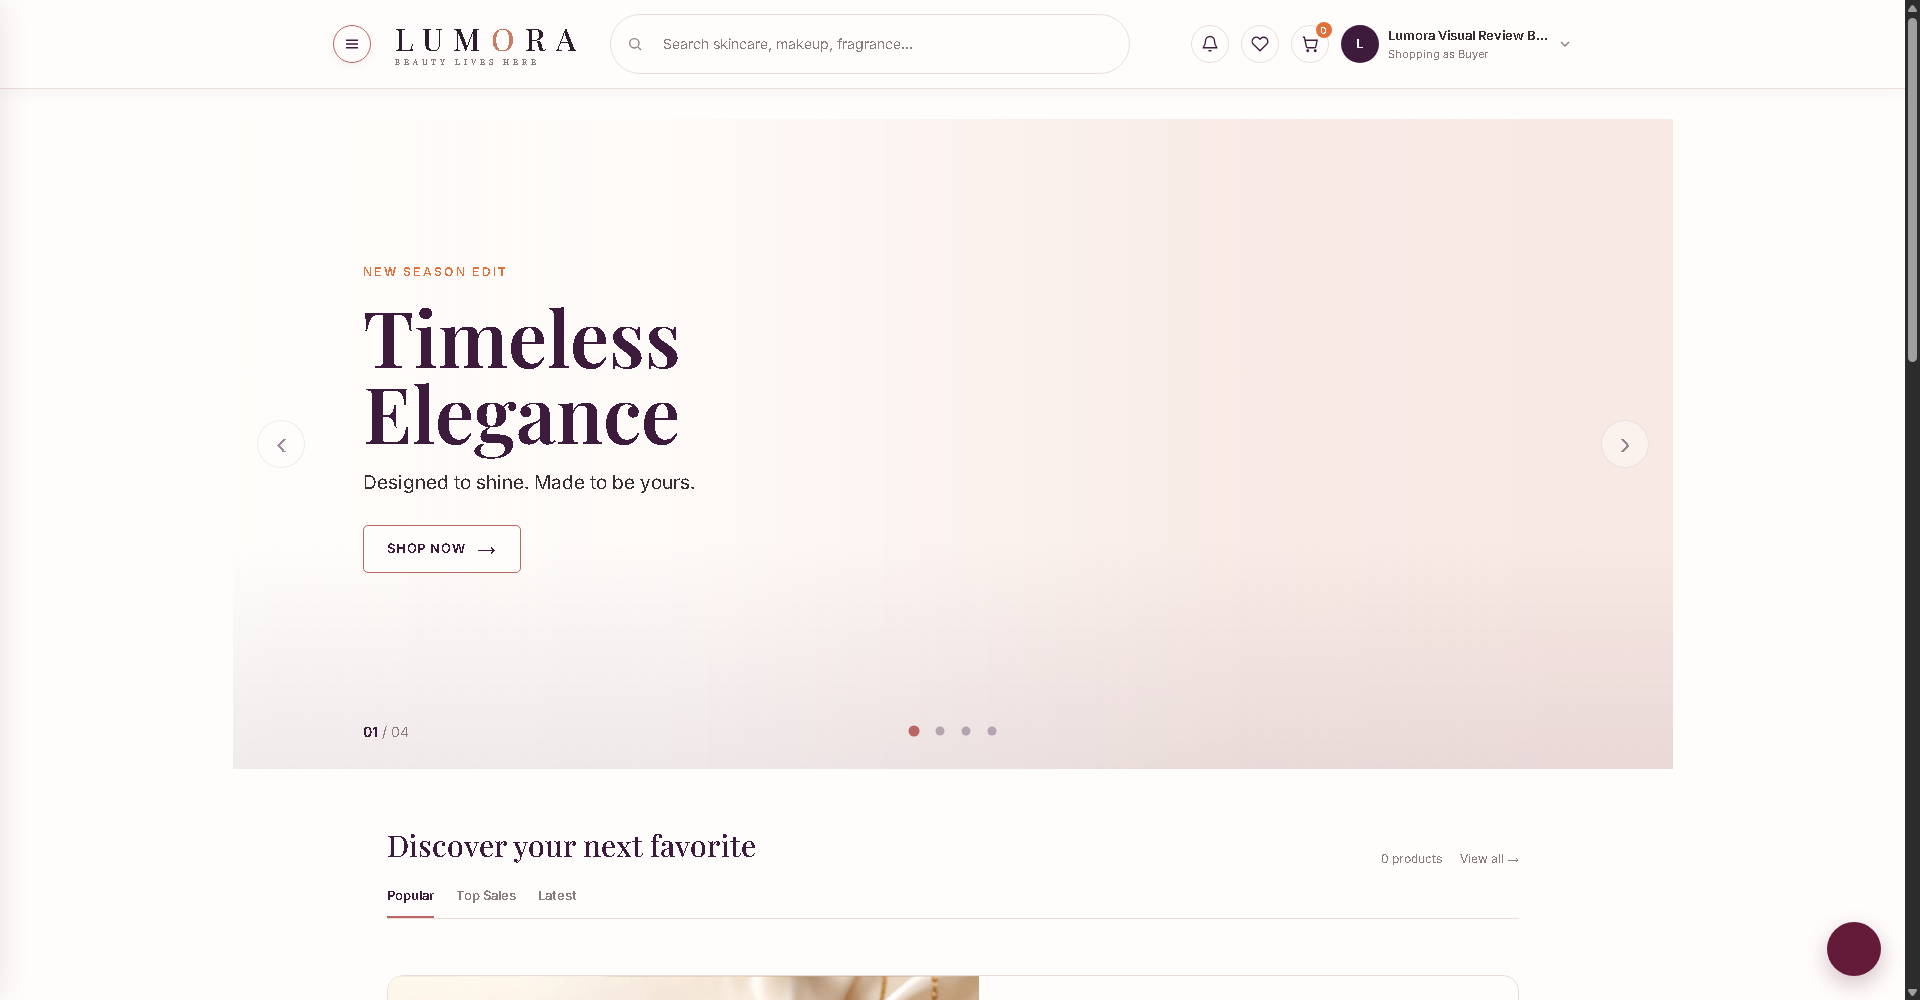 LUMORA
BEAUTY LIVES HERE
Search skincare, makeup, fragrance...
0
L
Lumora Visual Review B...
Shopping as Buyer
NEW SEASON EDIT
Timeless
Elegance
Designed to shine. Made to be yours.
SHOP NOW →
01 / 04
Discover your next favorite
0 products View all →
Popular Top Sales Latest